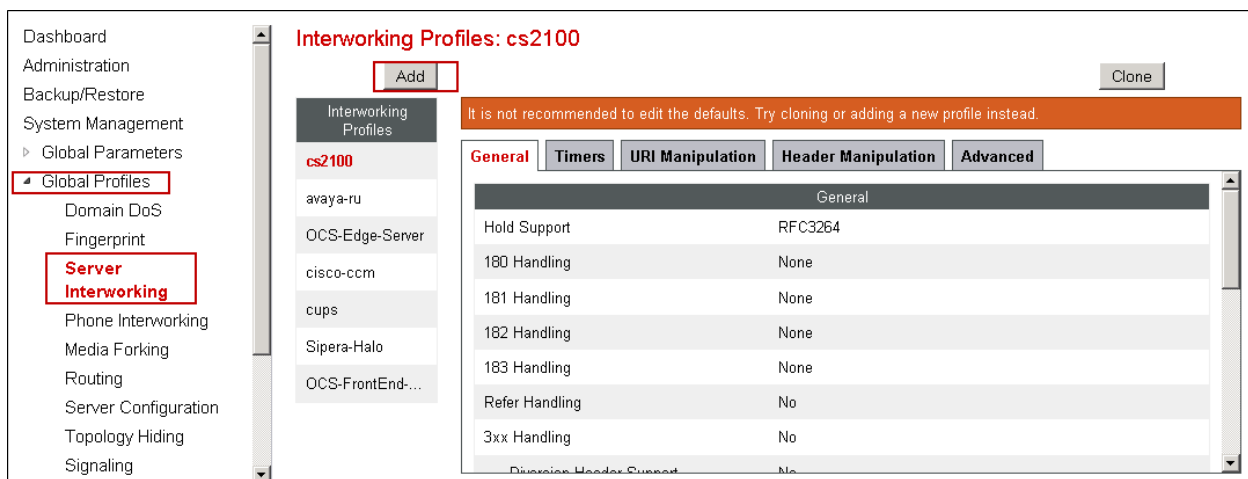 Dashboard
Administration
Backup/Restore
System Management
Global Parameters
Global Profiles
Domain DoS
Fingerprint
Server
Interworking
Phone Interworking
Media Forking
Routing
Server Configuration
Topology Hiding
Signaling
Interworking Profiles: cs2100
Add
Clone
Interworking
Profiles
cs2100
avaya-ru
OCS-Edge-Server
cisco-ccm
cups
Sipera-Halo
OCS-FrontEnd-...
It is not recommended to edit the defaults. Try cloning or adding a new profile instead.
General Timers URI Manipulation Header Manipulation Advanced
General
Hold Support RFC3264
180 Handling None
181 Handling None
182 Handling None
183 Handling None
Refer Handling No
3xx Handling No
Diversion Header Support No